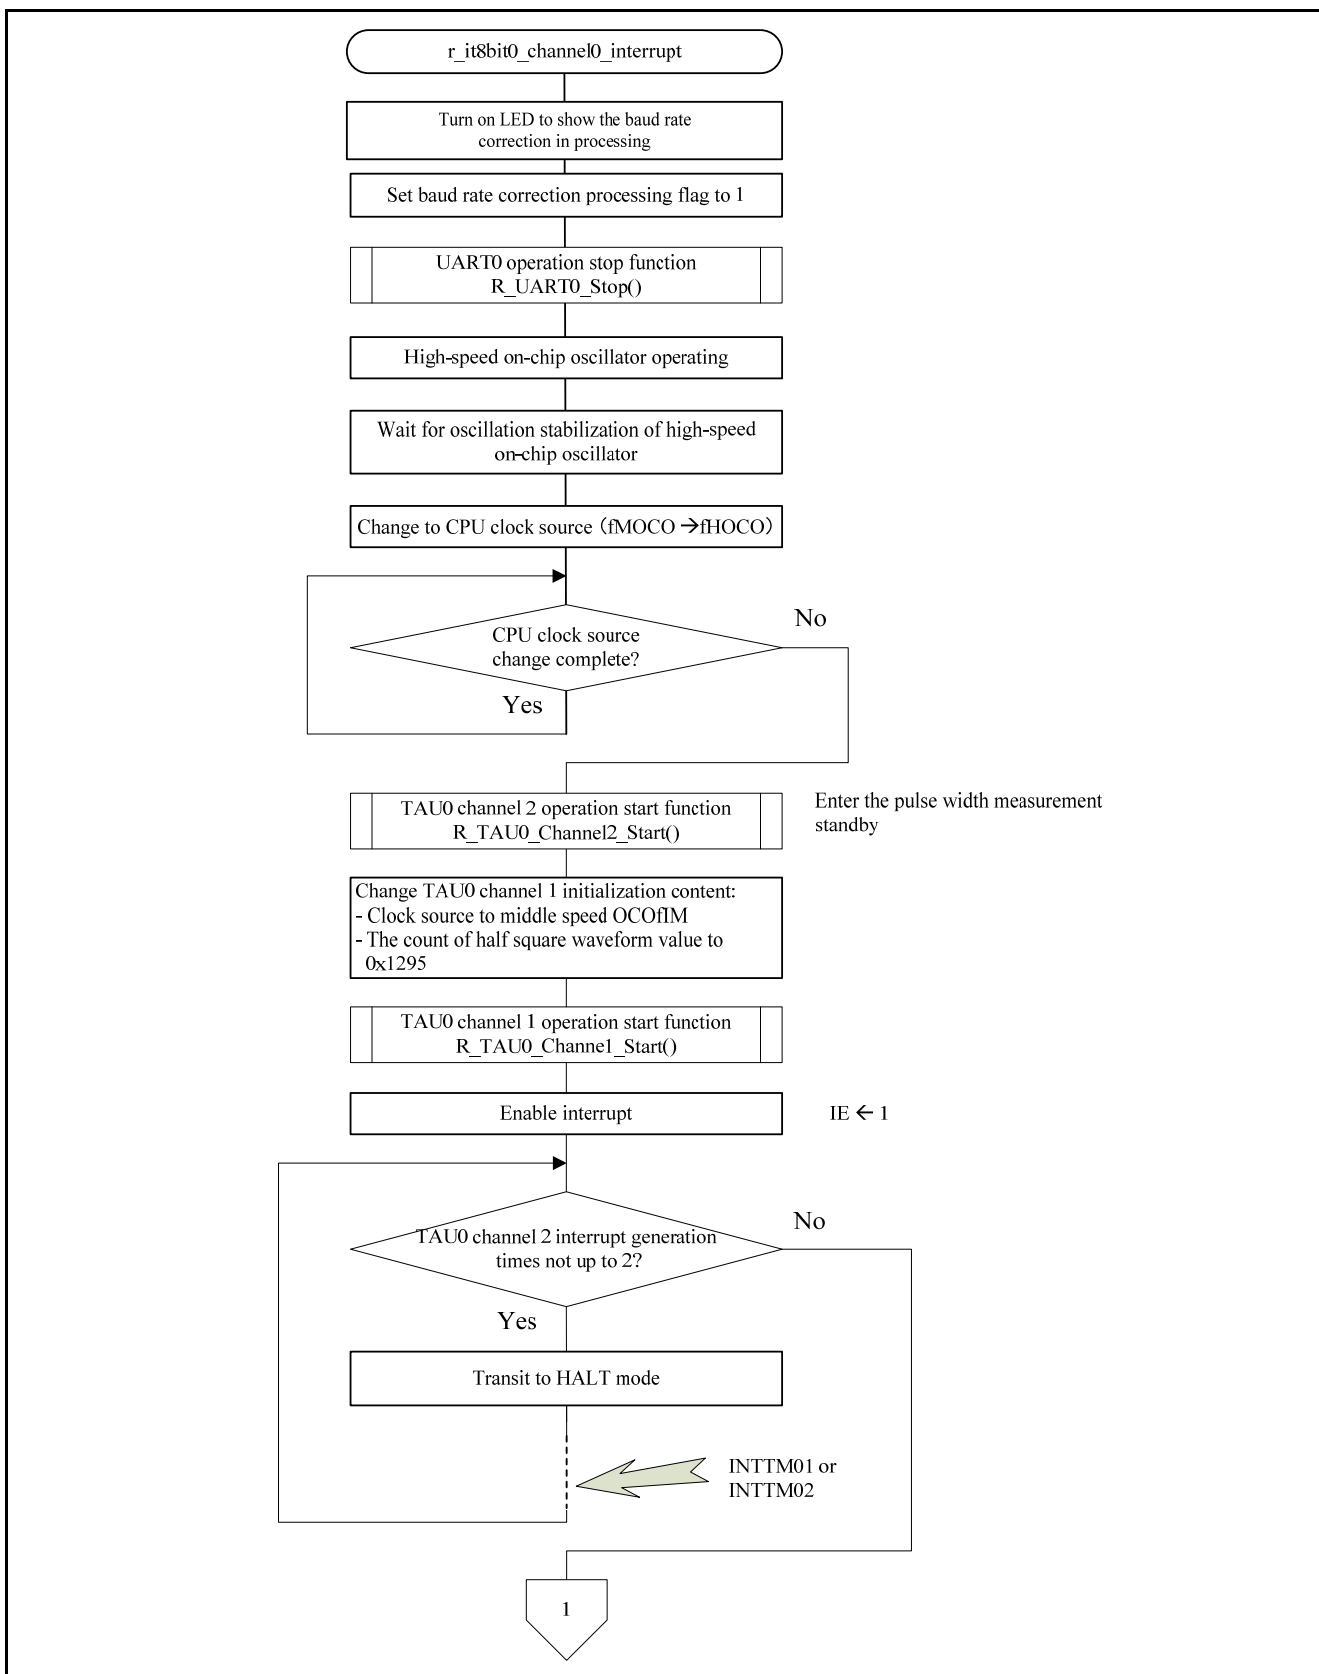 r_it8bit0_channel0_interrupt
Turn on LED to show the baud rate
correction in processing
Set baud rate correction processing flag to 1
UART0 operation stop function
R_UART0_Stop()
High-speed on-chip oscillator operating
Wait for oscillation stabilization of high-speed
on-chip oscillator
Change to CPU clock source (fMOCO →fHOCO)
No
CPU clock source
change complete?
Yes
TAU0 channel 2 operation start function
R_TAU0_Channel2_Start()
Enter the pulse width measurement
standby
Change TAU0 channel 1 initialization content:
- Clock source to middle speed OCOfIM
- The count of half square waveform value to
0x1295
TAU0 channel 1 operation start function
R_TAU0_Channe1_Start()
Enable interrupt
IE ← 1
No
TAU0 channel 2 interrupt generation
times not up to 2?
Yes
Transit to HALT mode
INTTM01 or
INTTM02
1